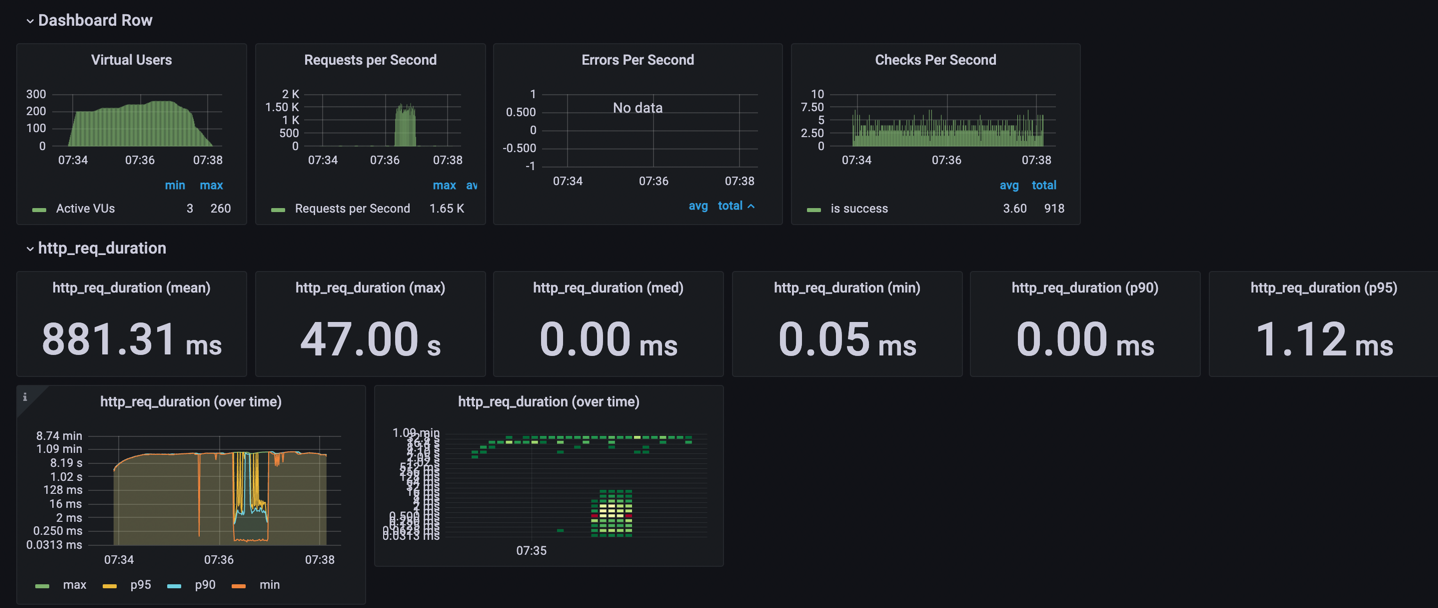 Dashboard Row
Virtual Users
300
200
100
0
07:34 07:36 07:38
min max
Active VUs 3 260
Requests per Second
2 K
1.50 K
1 K
500
0
07:34 07:36 07:38
max av
Requests per Second 1.65 K
Errors Per Second
1
0.500
0
-0.500
-1
No data
07:34 07:36 07:38
avg total
Checks Per Second
10
7.50
5
2.50
0
07:34 07:36 07:38
avg total
is success 3.60 918
http_req_duration
http_req_duration (mean)
881.31 ms
http_req_duration (max)
47.00 s
http_req_duration (med)
0.00 ms
http_req_duration (min)
0.05 ms
http_req_duration (p90)
0.00 ms
http_req_duration (p95)
1.12 ms
i
http_req_duration (over time)
8.74 min
1.09 min
8.19 s
1.02 s
128 ms
16 ms
2 ms
0.250 ms
0.0313 ms
07:34 07:36 07:38
max p95 p90 min
http_req_duration (over time)
1.09 min
0.0313 ms
07:35